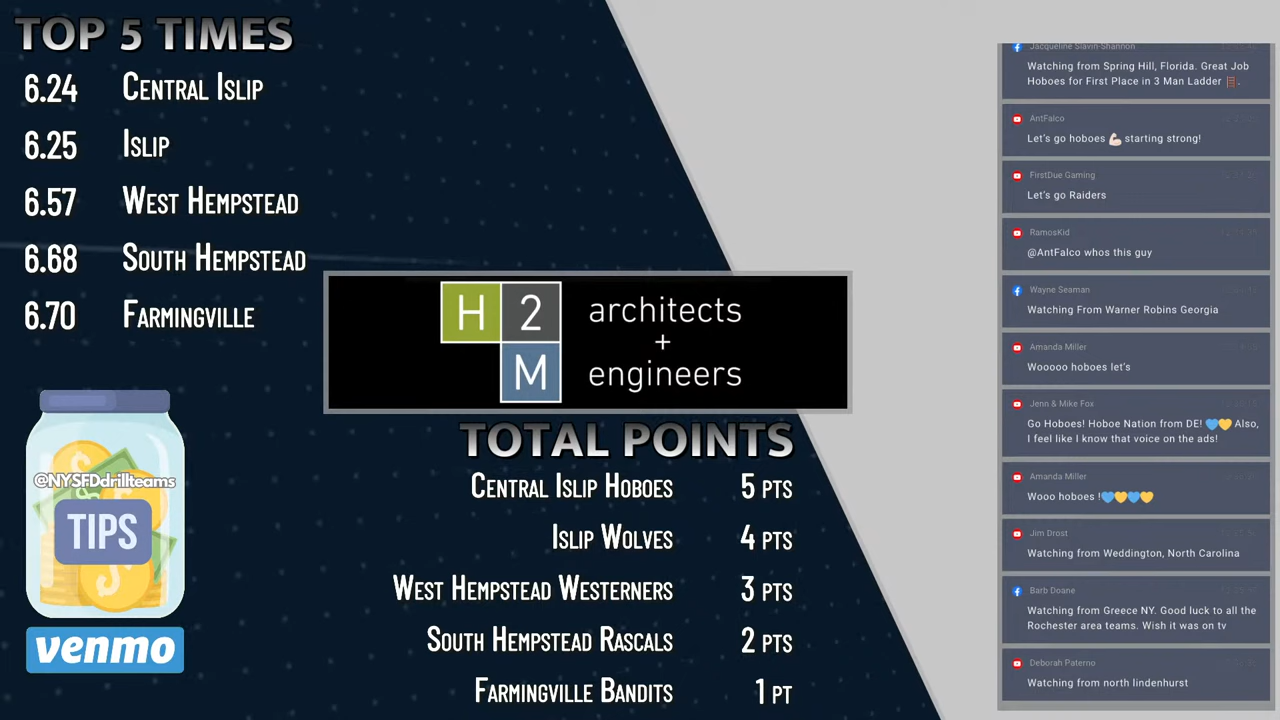 TOP 5 TIMES
6.24 CENTRAL ISLIP
6.25 ISLIP
6.57 WEST HEMPSTEAD
6.68 SOUTH HEMPSTEAD
6.70 FARMINGVILLE
@NYSFDdrillteams
TIPS
venmo
H2M
architects
+
engineers
TOTAL POINTS
CENTRAL ISLIP HOBOES 5 PTS
ISLIP WOLVES 4 PTS
WEST HEMPSTEAD WESTERNERS 3 PTS
SOUTH HEMPSTEAD RASCALS 2 PTS
FARMINGVILLE BANDITS 1 PT
Jacqueline Slavin-Shannon
Watching from Spring Hill, Florida. Great Job
Hoboes for First Place in 3 Man Ladder 🪜.
AntFalco
Let's go hoboes 💪🏻 starting strong!
FirstDue Gaming
Let's go Raiders
RamosKid
@AntFalco whos this guy
Wayne Seaman
Watching From Warner Robins Georgia
Amanda Miller
Wooooo hoboes let's
Jenn & Mike Fox
Go Hoboes! Hoboe Nation from DE! 💙💛 Also,
I feel like I know that voice on the ads!
Amanda Miller
Wooo hoboes !💙💛💙💛
Jim Drost
Watching from Weddington, North Carolina
Barb Doane
Watching from Greece NY. Good luck to all the
Rochester area teams. Wish it was on tv
Deborah Paterno
Watching from north lindenhurst